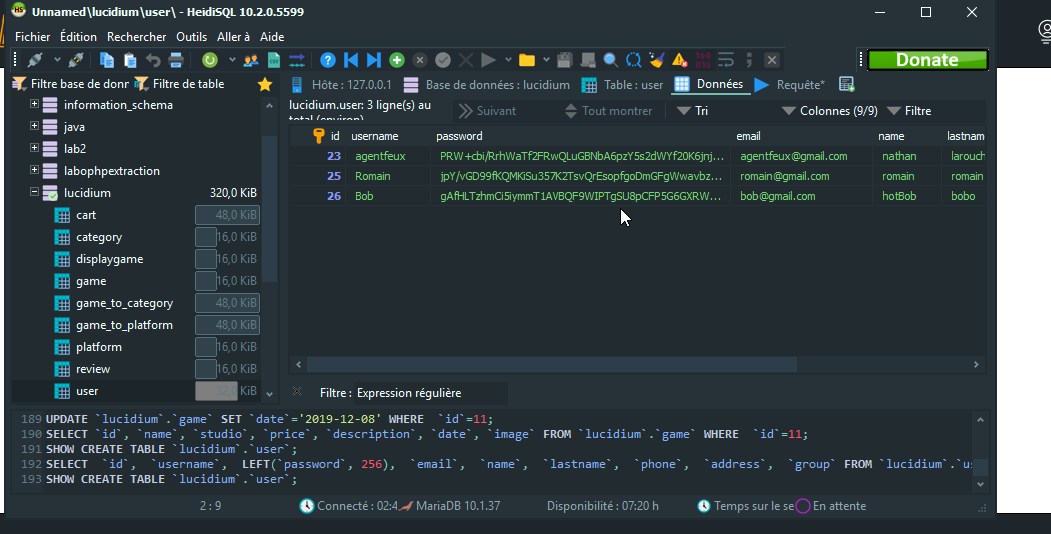 Unnamed\lucidium\user\ - HeidiSQL 10.2.0.5599
Fichier Édition Rechercher Outils Aller à Aide
Donate
Filtre base de donr Filtre de table
Hôte : 127.0.0.1 Base de données : lucidium Table : user Données Requête*
lucidium.user: 3 ligne(s) au total (environ)
Suivant Tout montrer Tri Colonnes (9/9) Filtre
information_schema
java
lab2
labophpextraction
lucidium 320,0 KiB
cart 48,0 KiB
category 16,0 KiB
displaygame 16,0 KiB
game 16,0 KiB
game_to_category 48,0 KiB
game_to_platform 48,0 KiB
platform 16,0 KiB
review 16,0 KiB
user 32,0 KiB
id username password email name lastnam
23 agentfeux PRW+cbi/RrhWaTf2FRwQLuGBNbA6pzY5s2dWYf20K6jnj... agentfeux@gmail.com nathan larouch
25 Romain jpY/vGD99fKQMKiSu357K2TsvQrEsopfgoDmGFgWwavbz... romain@gmail.com romain romain
26 Bob gAfHLTzhmCi5iymmT1AVBQF9WIPTgSU8pCFP5G6GXRW... bob@gmail.com hotBob bobo
Filtre : Expression régulière
189 UPDATE `lucidium`.`game` SET `date`='2019-12-08' WHERE `id`=11;
190 SELECT `id`, `name`, `studio`, `price`, `description`, `date`, `image` FROM `lucidium`.`game` WHERE `id`=11;
191 SHOW CREATE TABLE `lucidium`.`user`;
192 SELECT `id`, `username`, LEFT(`password`, 256), `email`, `name`, `lastname`, `phone`, `address`, `group` FROM `lucidium`.`us
193 SHOW CREATE TABLE `lucidium`.`user`;
2 : 9 Connecté : 02:4 MariaDB 10.1.37 Disponibilité : 07:20 h Temps sur le se En attente